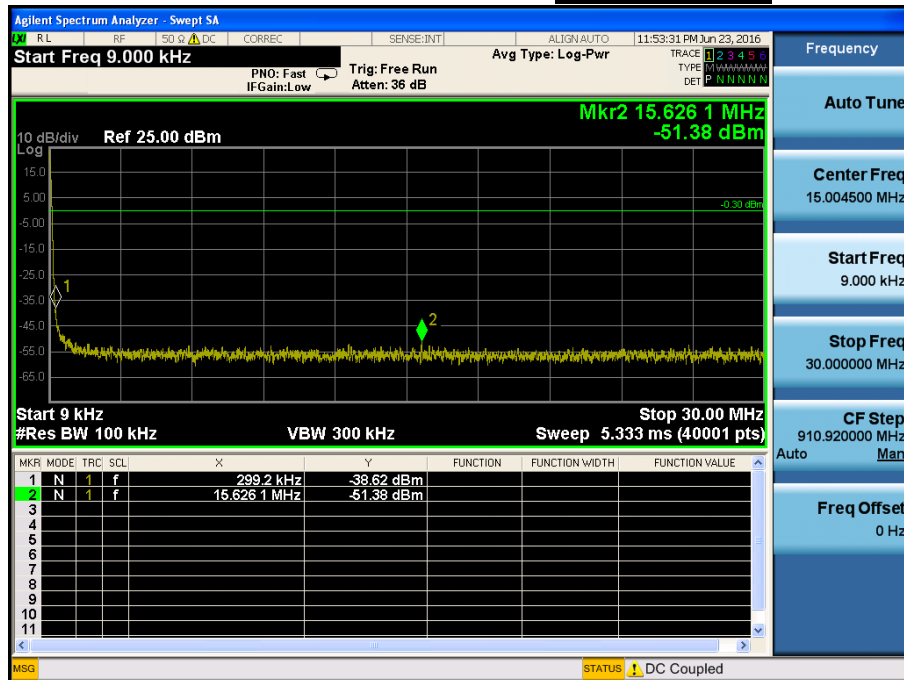 Agilent Spectrum Analyzer - Swept SA
LXI RL RF 50 Ω DC CORREC SENSE:INT ALIGN AUTO 11:53:31 PM Jun 23, 2016
Start Freq 9.000 kHz
PNO: Fast
IFGain:Low
Trig: Free Run
Atten: 36 dB
Avg Type: Log-Pwr
TRACE 1 2 3 4 5 6
TYPE M WWWWW
DET P N N N N N
Mkr2 15.626 1 MHz
-51.38 dBm
10 dB/div Ref 25.00 dBm
Log
15.0
5.00
-0.30 dBm
-5.00
-15.0
-25.0
1
-35.0
2
-45.0
-55.0
-65.0
Start 9 kHz Stop 30.00 MHz
#Res BW 100 kHz VBW 300 kHz Sweep 5.333 ms (40001 pts)
MKR MODE TRC SCL X Y FUNCTION FUNCTION WIDTH FUNCTION VALUE
1 N 1 f 299.2 kHz -38.62 dBm
2 N 1 f 15.626 1 MHz -51.38 dBm
3
4
5
6
7
8
9
10
11
MSG STATUS DC Coupled
Frequency
Auto Tune
Center Freq
15.004500 MHz
Start Freq
9.000 kHz
Stop Freq
30.000000 MHz
CF Step
910.920000 MHz
Auto Man
Freq Offset
0 Hz